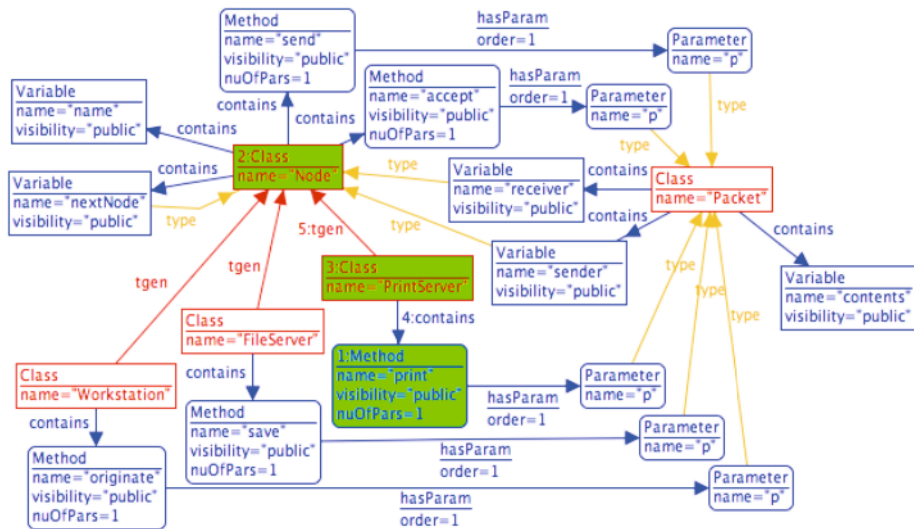 Method
name="send"
visibility="public"
nuOfPars=1
hasParam
order=1
Parameter
name="p"
Variable
name="name"
visibility="public"
contains
contains
Method
name="accept"
visibility="public"
nuOfPars=1
contains
hasParam
order=1
Parameter
name="p"
type
type
2:Class
name="Node"
contains
Variable
name="nextNode"
visibility="public"
type
type
Variable
name="receiver"
visibility="public"
contains
Class
name="Packet"
contains
type
Variable
name="sender"
visibility="public"
contains
Variable
name="contents"
visibility="public"
tgen
tgen
5:tgen
3:Class
name="PrintServer"
4:contains
type
type
type
Class
name="FileServer"
contains
1:Method
name="print"
visibility="public"
nuOfPars=1
hasParam
order=1
Parameter
name="p"
Class
name="Workstation"
contains
Method
name="save"
visibility="public"
nuOfPars=1
hasParam
order=1
Parameter
name="p"
Method
name="originate"
visibility="public"
nuOfPars=1
hasParam
order=1
Parameter
name="p"